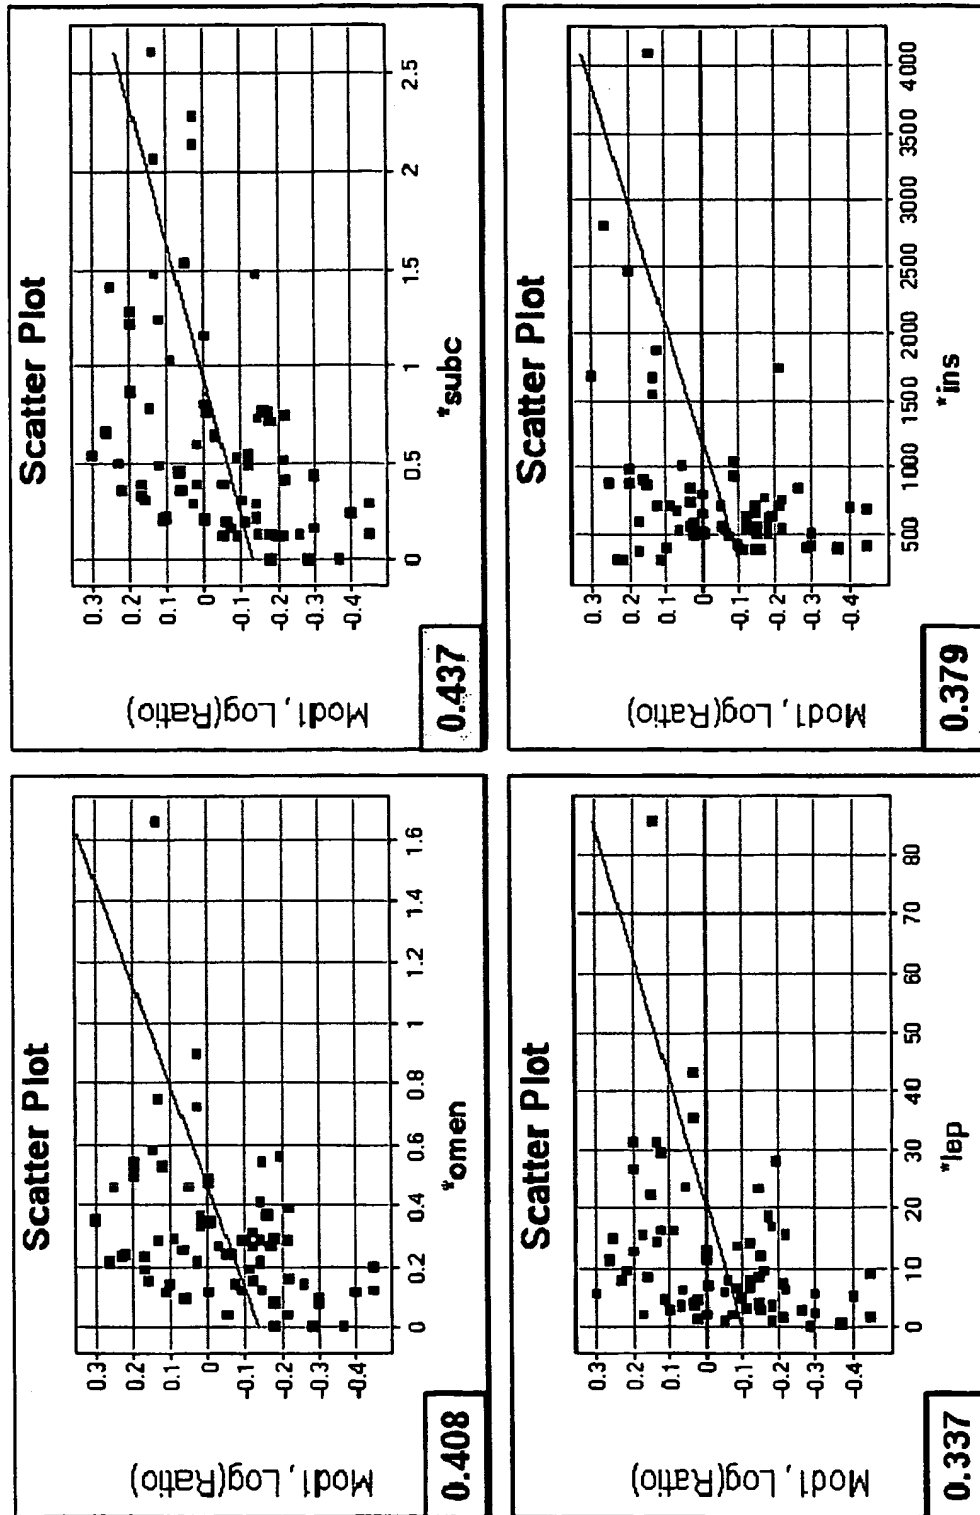 Scatter Plot
Mod1, Log(Ratio)
0.3
0.2
0.1
0
-0.1
-0.2
-0.3
-0.4
0 0.2 0.4 0.6 0.8 1 1.2 1.4 1.6
*omen
0.408
Scatter Plot
Mod1, Log(Ratio)
0.3
0.2
0.1
0
-0.1
-0.2
-0.3
-0.4
0 0.5 1 1.5 2 2.5
*subc
0.437
Scatter Plot
Mod1, Log(Ratio)
0.3
0.2
0.1
0
-0.1
-0.2
-0.3
-0.4
0 10 20 30 40 50 60 70 80
*lep
0.337
Scatter Plot
Mod1, Log(Ratio)
0.3
0.2
0.1
0
-0.1
-0.2
-0.3
-0.4
500 1000 1500 2000 2500 3000 3500 4000
*ins
0.379